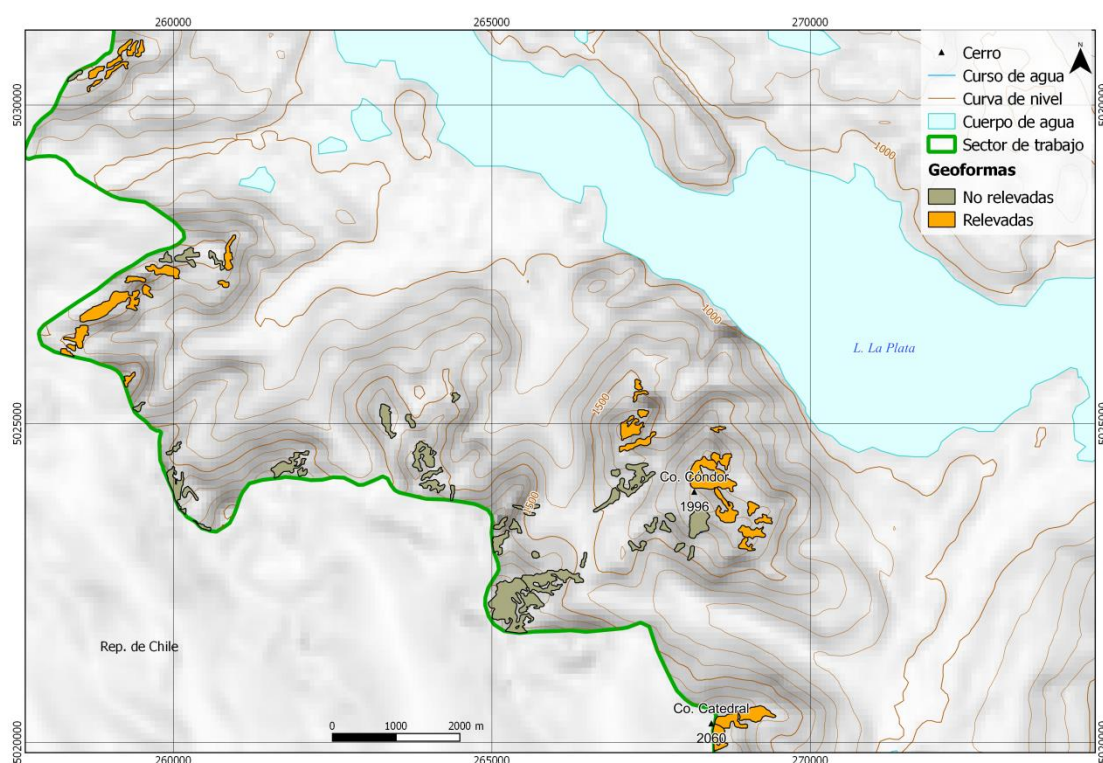 260000
265000
270000
N
Cerro
Curso de agua
Curva de nivel
Cuerpo de agua
Sector de trabajo
Geoformas
No relevadas
Relevadas
5030000
5030000
1000
1000
L. La Plata
1500
5025000
5025000
Co. Cóndor
1996
1500
Rep. de Chile
Co. Catedral
2060
0 1000 2000 m
5020000
5020000
260000
265000
270000